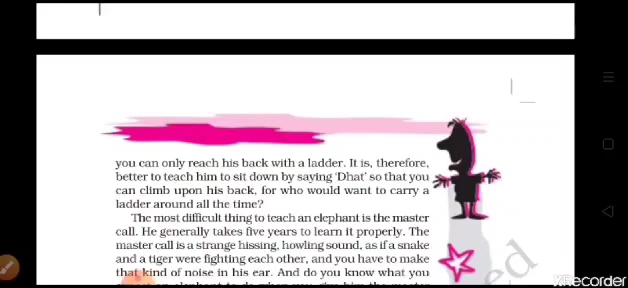 you can only reach his back with a ladder. It is, therefore,
better to teach him to sit down by saying 'Dhat' so that you
can climb upon his back, for who would want to carry a
ladder around all the time?
The most difficult thing to teach an elephant is the master
call. He generally takes five years to learn it properly. The
master call is a strange hissing, howling sound, as if a snake
and a tiger were fighting each other, and you have to make
that kind of noise in his ear. And do you know what you
ed
XRecorder